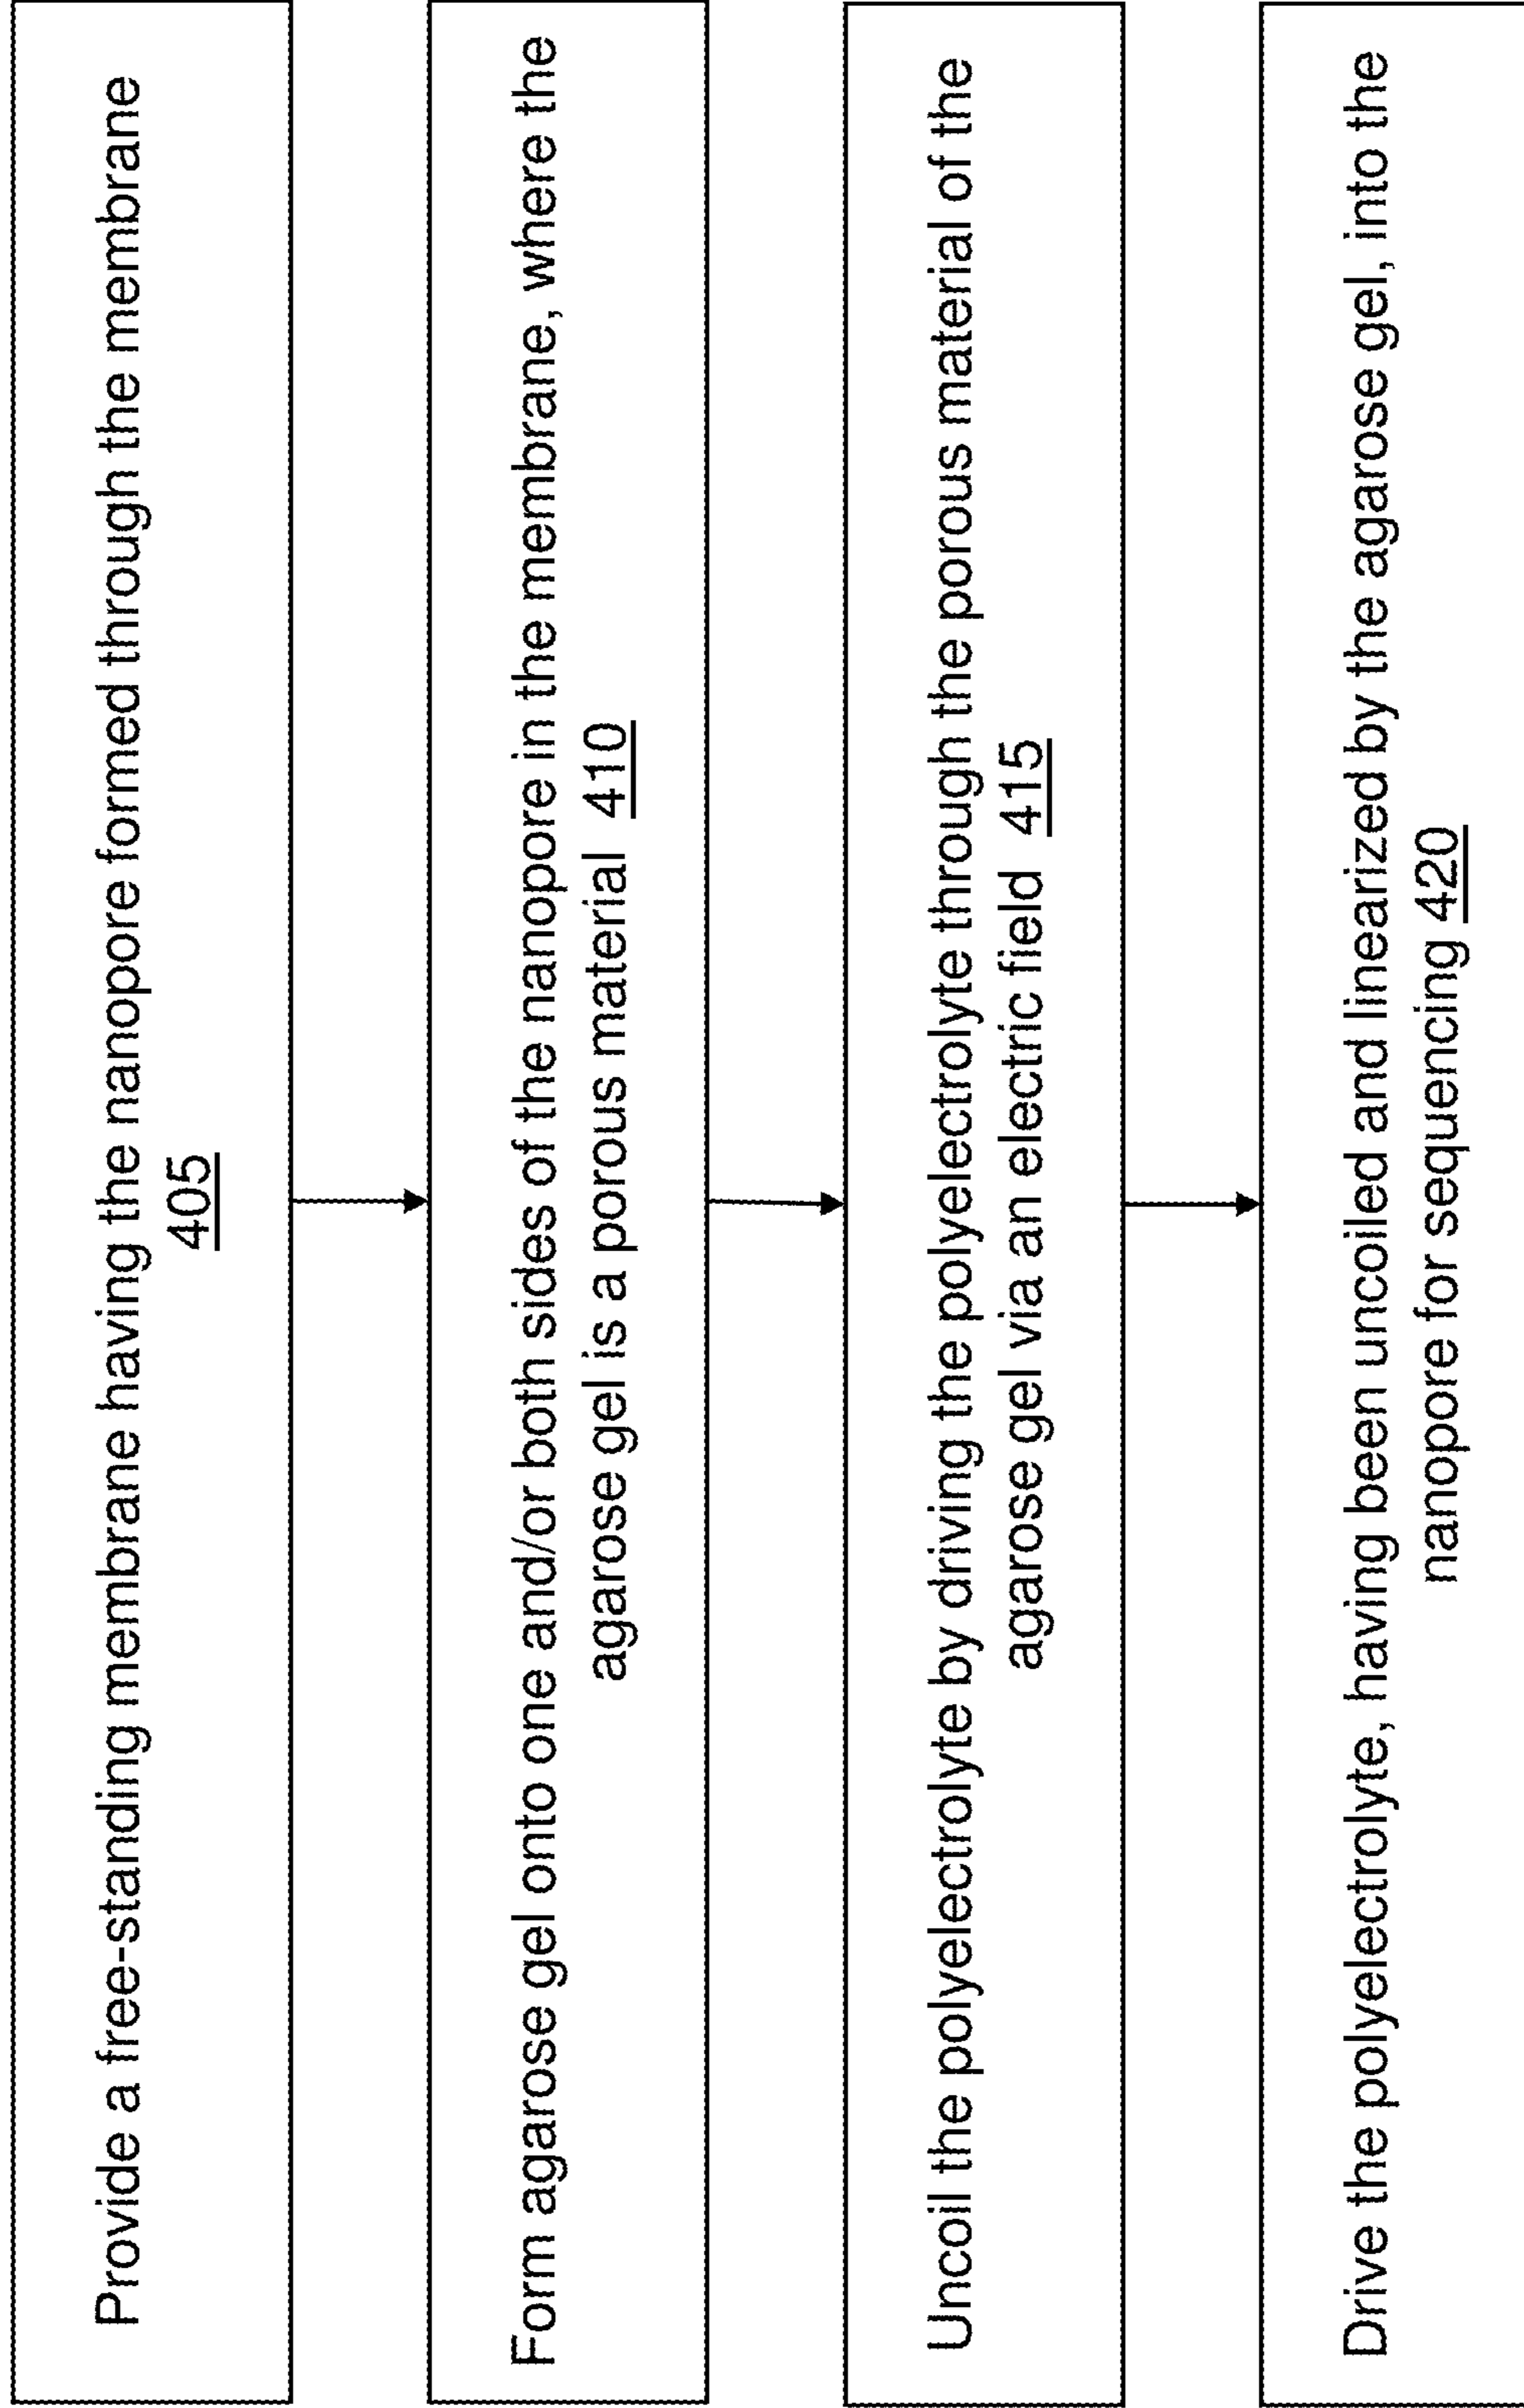 Provide a free-standing membrane having the nanopore formed through the membrane
405
Form agarose gel onto one and/or both sides of the nanopore in the membrane, where the
agarose gel is a porous material 410
Uncoil the polyelectrolyte by driving the polyelectrolyte through the porous material of the
agarose gel via an electric field 415
Drive the polyelectrolyte, having been uncoiled and linearized by the agarose gel, into the
nanopore for sequencing 420